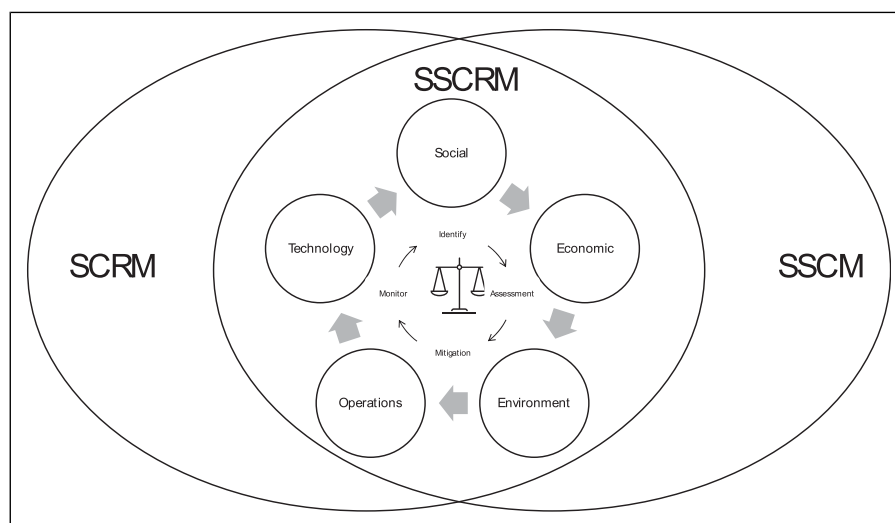 SSCRM
Social
Technology
Identify
Economic
SCRM
SSCM
Monitor
Assessment
Mitigation
Operations
Environment